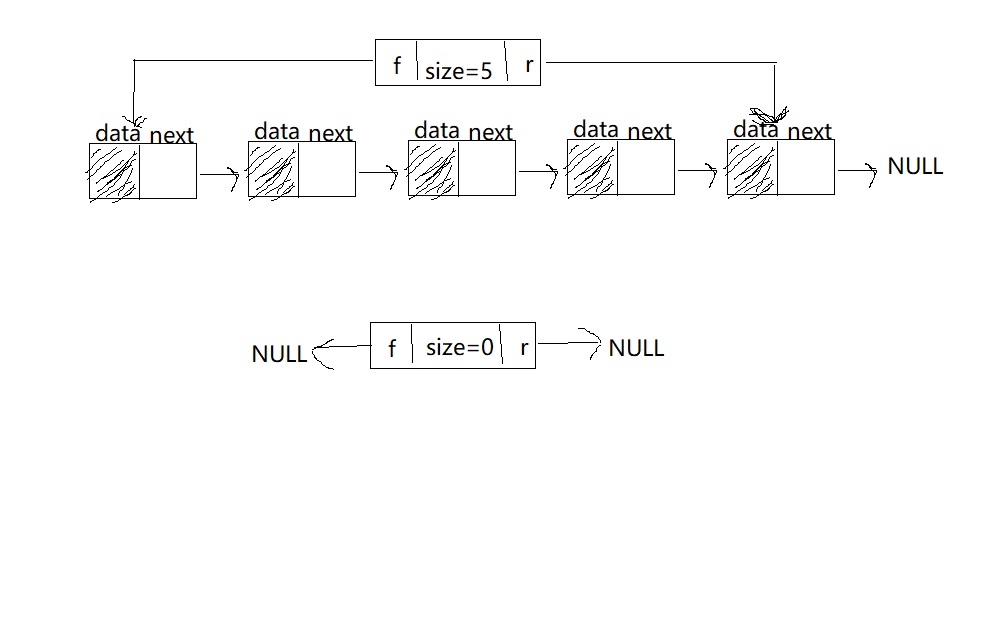 f size=5 r
data next data next data next data next data next
NULL
NULL f size=0 r NULL